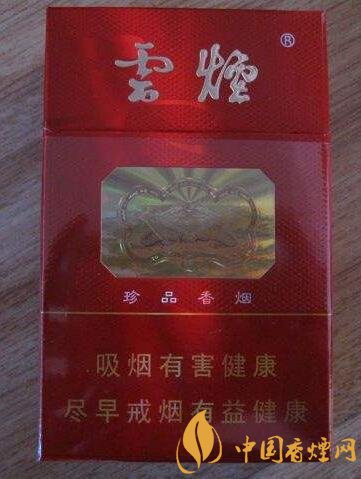 雲煙®
珍品香烟
吸烟有害健康
尽早戒烟有益健康
中国香煙网